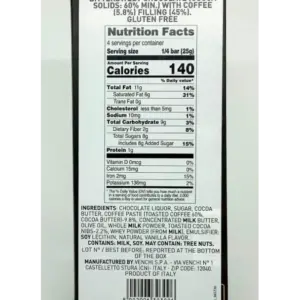 SOLIDS: 60% MIN.) WITH COFFEE
(5.8%) FILLING (45%).
GLUTEN FREE
Nutrition Facts
4 servings per container
Serving size 1/4 bar (25g)
Amount Per Serving
Calories 140
% Daily value*
Total Fat 11g 14%
Saturated Fat 6g 31%
Trans Fat 0g
Cholesterol less than 5mg 1%
Sodium 10mg 1%
Total Carbohydrate 9g 3%
Dietary Fiber 2g 8%
Total Sugars 8g
Includes 8g Added Sugar 15%
Protein 1g
Vitamin D 0mcg 0%
Calcium 15mg 0%
Iron 2mg 15%
Potassium 130mg 2%
INGREDIENTS: CHOCOLATE LIQUOR, SUGAR, COCOA
BUTTER, COFFEE PASTE (TOASTED COFFEE 60%,
COCOA BUTTER)-9.8%, CONCENTRATED MILK BUTTER,
OLIVE OIL, WHOLE MILK POWDER, TOASTED COCOA
NIBS-2.2%, WHEY POWDER (FROM MILK), EMULSIFIER:
SOY LECITHIN, NATURAL VANILLA FLAVOR.
CONTAINS: MILK, SOY. MAY CONTAIN: TREE NUTS.
LOT N° / BEST BEFORE: REPORTED AT THE BOTTOM
OF THE BOX
MANUFACTURED BY: VENCHI S.P.A. - VIA VENCHI N° 1
CASTELLETTO STURA (CN) - ITALY - ZIP CODE: 12040.
PRODUCT OF ITALY